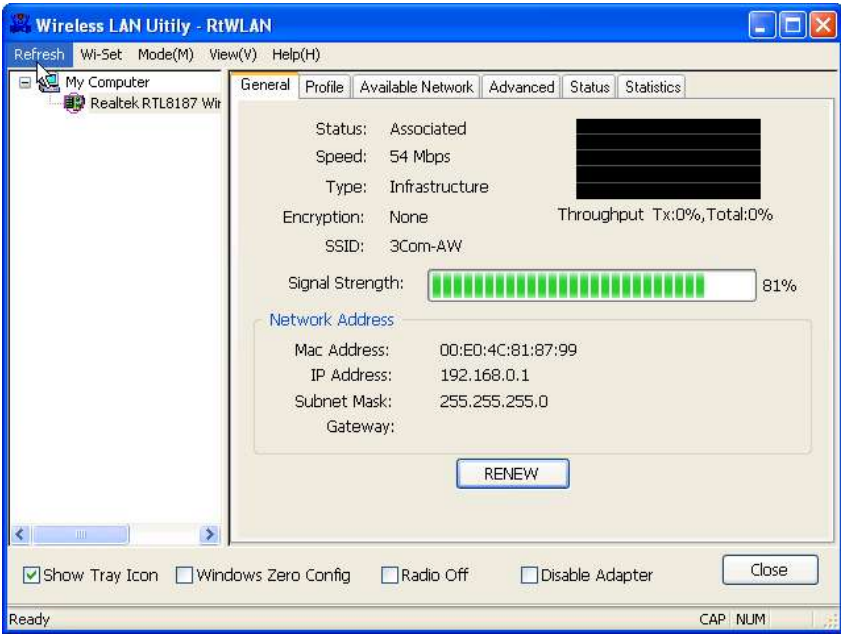 Wireless LAN Uitily - RtWLAN
Refresh Wi-Set Mode(M) View(V) Help(H)
My Computer
Realtek RTL8187 Wir
General Profile Available Network Advanced Status Statistics
Status: Associated
Speed: 54 Mbps
Type: Infrastructure
Encryption: None
SSID: 3Com-AW
Throughput Tx:0%,Total:0%
Signal Strength: 81%
Network Address
Mac Address: 00:E0:4C:81:87:99
IP Address: 192.168.0.1
Subnet Mask: 255.255.255.0
Gateway:
RENEW
Show Tray Icon Windows Zero Config Radio Off Disable Adapter Close
Ready CAP NUM